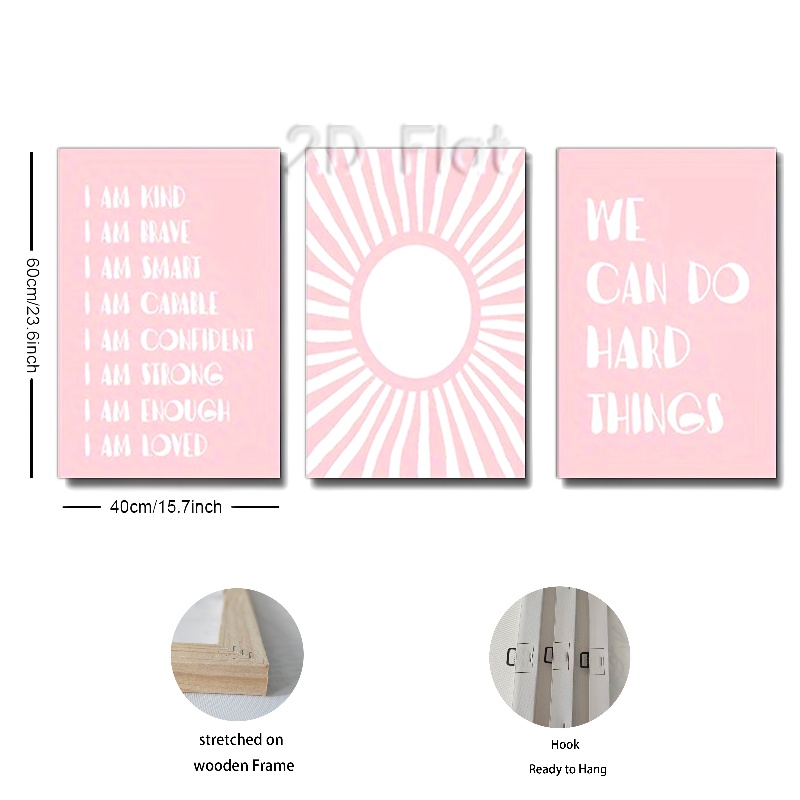 2D Flat
I AM KIND
I AM BRAVE
I AM SMART
I AM CAPABLE
I AM CONFIDENT
I AM STRONG
I AM ENOUGH
I AM LOVED
WE
CAN DO
HARD
THINGS
60cm/23.6inch
40cm/15.7inch
stretched on
wooden Frame
Hook
Ready to Hang